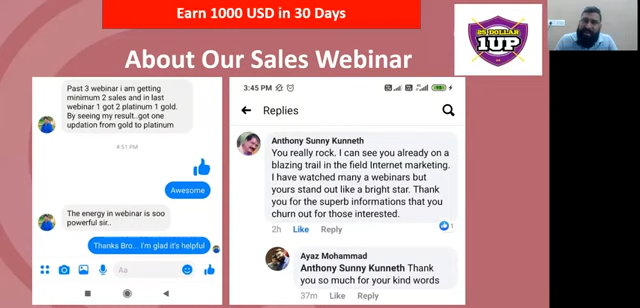 Earn 1000 USD in 30 Days
25 DOLLAR
1UP
About Our Sales Webinar
Past 3 webinar i am getting
minimum 2 sales and in last
webinar 1 got 2 platinum 1 gold.
By seeing my result..got one
updation from gold to platinum
4:51 PM
Awesome
The energy in webinar is soo
powerful sir..
Thanks Bro... I'm glad it's helpful
Aa
3:45 PM
Replies
Anthony Sunny Kunneth
You really rock. I can see you already on a
blazing trail in the field Internet marketing.
I have watched many a webinars but
yours stand out like a bright star. Thank
you for the superb informations that you
churn out for those interested.
2h Like Reply
1
Ayaz Mohammad
Anthony Sunny Kunneth Thank
you so much for your kind words
37m Like Reply